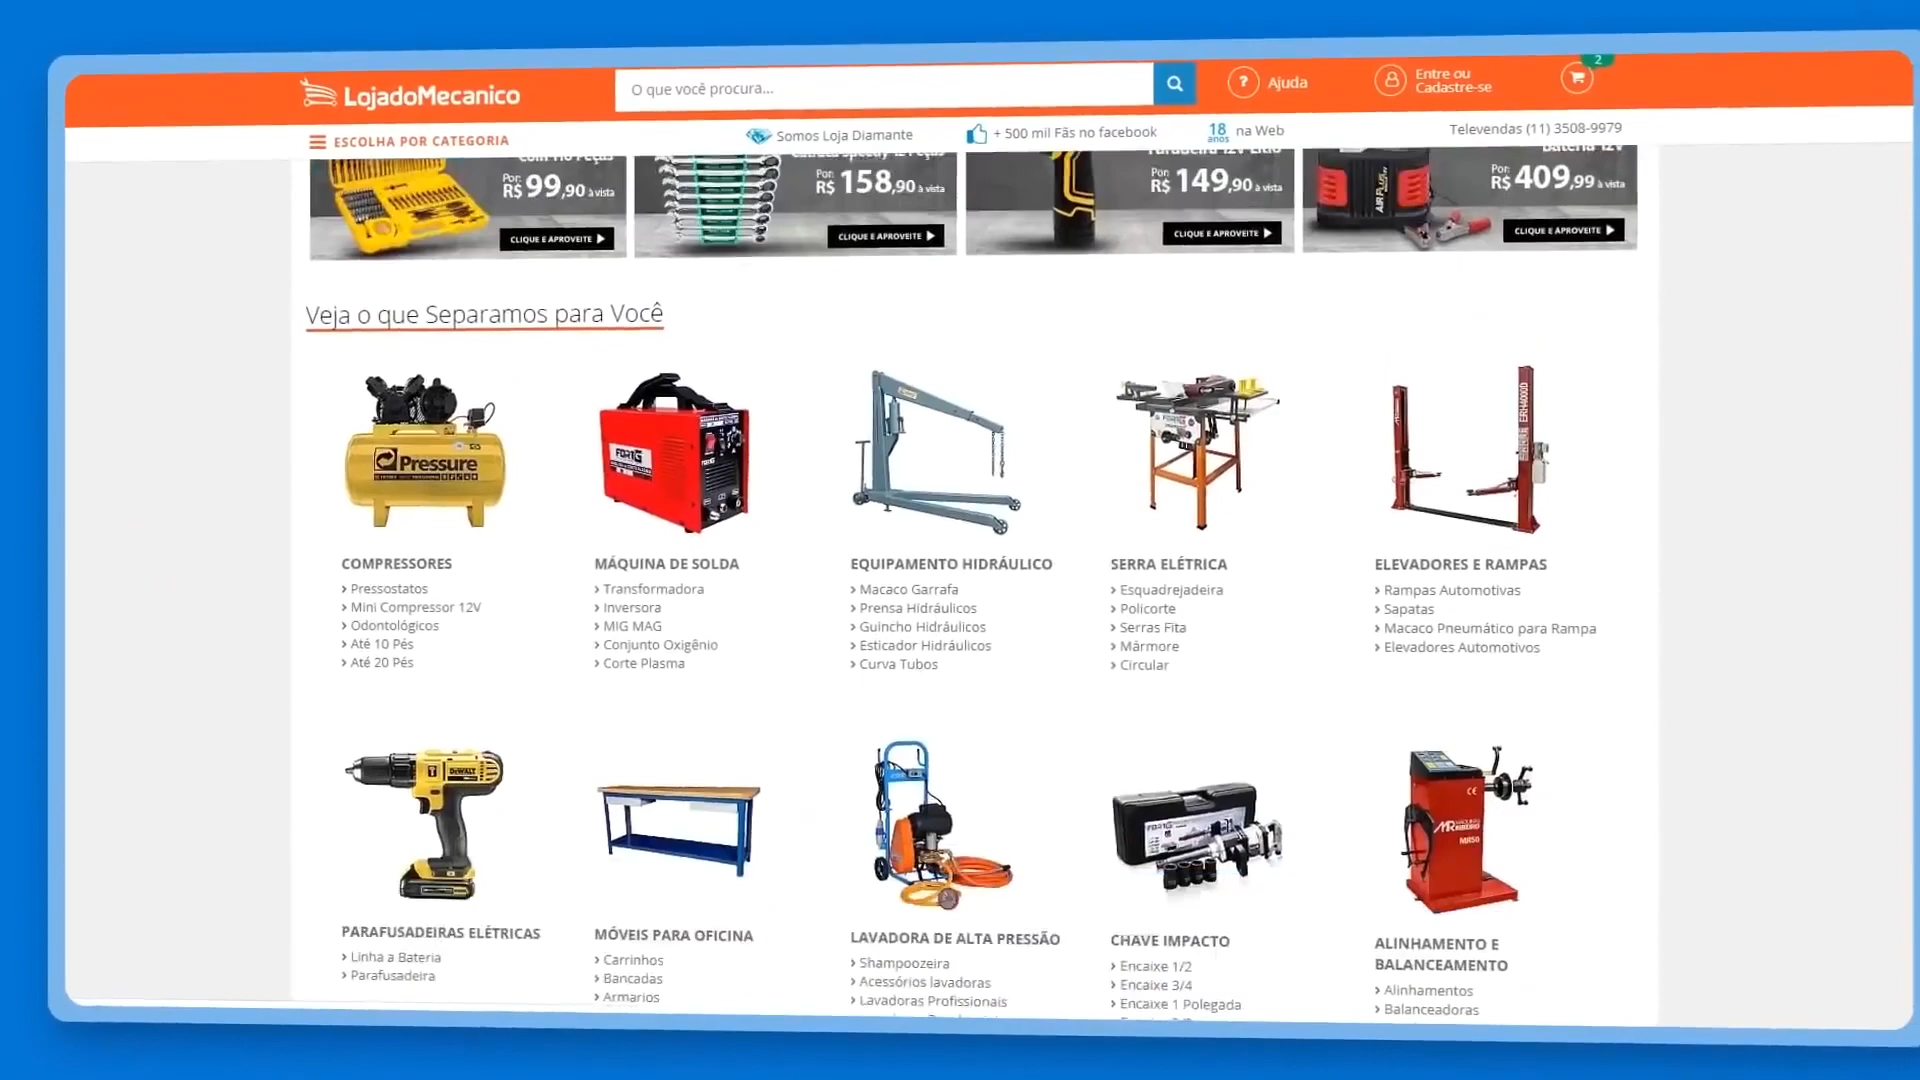 LojadoMecanico
O que você procura...
Ajuda
Entre ou
Cadastre-se
2
ESCOLHA POR CATEGORIA
Somos Loja Diamante
+ 500 mil Fãs no facebook
18 anos na Web
Televendas (11) 3508-9979
Por:
R$ 99,90 à vista
CLIQUE E APROVEITE
Por:
R$ 158,90 à vista
CLIQUE E APROVEITE
Por:
R$ 149,90 à vista
CLIQUE E APROVEITE
Bateria 12V
Por:
R$ 409,99 à vista
CLIQUE E APROVEITE
Veja o que Separamos para Você
Pressure
FORTG
COMPRESSORES
Pressostatos
Mini Compressor 12V
Odontológicos
Até 10 Pés
Até 20 Pés
MÁQUINA DE SOLDA
Transformadora
Inversora
MIG MAG
Conjunto Oxigênio
Corte Plasma
EQUIPAMENTO HIDRÁULICO
Macaco Garrafa
Prensa Hidráulicos
Guincho Hidráulicos
Esticador Hidráulicos
Curva Tubos
SERRA ELÉTRICA
Esquadrejadeira
Policorte
Serras Fita
Mármore
Circular
ELEVADORES E RAMPAS
Rampas Automotivas
Sapatas
Macaco Pneumático para Rampa
Elevadores Automotivos
DEWALT
CE
PARAFUSADEIRAS ELÉTRICAS
Linha a Bateria
Parafusadeira
MÓVEIS PARA OFICINA
Carrinhos
Bancadas
Armarios
LAVADORA DE ALTA PRESSÃO
Shampoozeira
Acessórios lavadoras
Lavadoras Profissionais
CHAVE IMPACTO
Encaixe 1/2
Encaixe 3/4
Encaixe 1 Polegada
ALINHAMENTO E
BALANCEAMENTO
Alinhamentos
Balanceadoras